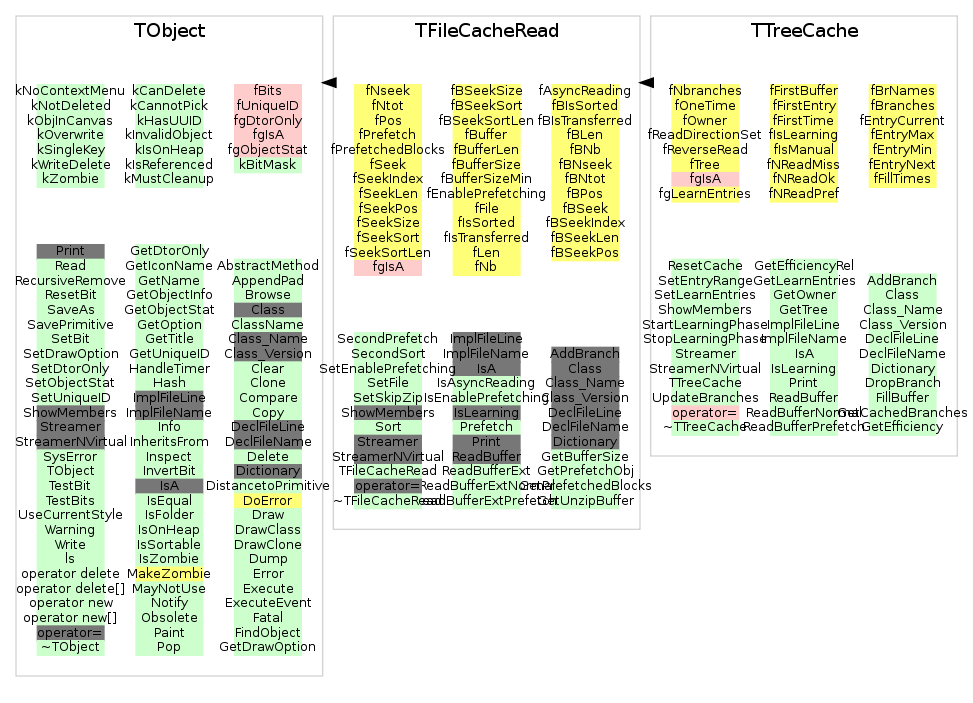 TObject
kNoContextMenu
kNotDeleted
kObjInCanvas
kOverwrite
kSingleKey
kWriteDelete
kZombie
kCanDelete
kCannotPick
kHasUUID
kInvalidObject
kIsOnHeap
kIsReferenced
kMustCleanup
fBits
fUniqueID
fgDtorOnly
fgIsA
fgObjectStat
kBitMask
Print
Read
RecursiveRemove
ResetBit
SaveAs
SavePrimitive
SetBit
SetDrawOption
SetDtorOnly
SetObjectStat
SetUniqueID
ShowMembers
Streamer
StreamerNVirtual
SysError
TObject
TestBit
TestBits
UseCurrentStyle
Warning
Write
ls
operator delete
operator delete[]
operator new
operator new[]
operator=
~TObject
GetDtorOnly
GetIconName
GetName
GetObjectInfo
GetObjectStat
GetOption
GetTitle
GetUniqueID
HandleTimer
Hash
ImplFileLine
ImplFileName
Info
InheritsFrom
Inspect
InvertBit
IsA
IsEqual
IsFolder
IsOnHeap
IsSortable
IsZombie
MakeZombie
MayNotUse
Notify
Obsolete
Paint
Pop
AbstractMethod
AppendPad
Browse
Class
ClassName
Class_Name
Class_Version
Clear
Clone
Compare
Copy
DeclFileLine
DeclFileName
Delete
Dictionary
DistancetoPrimitive
DoError
Draw
DrawClass
DrawClone
Dump
Error
Execute
ExecuteEvent
Fatal
FindObject
GetDrawOption
TFileCacheRead
fNseek
fNtot
fPos
fPrefetch
fPrefetchedBlocks
fSeek
fSeekIndex
fSeekLen
fSeekPos
fSeekSize
fSeekSort
fSeekSortLen
fgIsA
fBSeekSize
fBSeekSort
fBSeekSortLen
fBuffer
fBufferLen
fBufferSize
fBufferSizeMin
fEnablePrefetching
fFile
fIsSorted
fIsTransferred
fLen
fNb
fAsyncReading
fBIsSorted
fBIsTransferred
fBLen
fBNb
fBNseek
fBNtot
fBPos
fBSeek
fBSeekIndex
fBSeekLen
fBSeekPos
SecondPrefetch
SecondSort
SetEnablePrefetching
SetFile
SetSkipZip
ShowMembers
Sort
Streamer
StreamerNVirtual
TFileCacheRead
operator=
~TFileCacheRead
ImplFileLine
ImplFileName
IsA
IsAsyncReading
IsEnablePrefetching
IsLearning
Prefetch
Print
ReadBuffer
ReadBufferExt
ReadBufferExtNormal
ReadBufferExtPrefetch
AddBranch
Class
Class_Name
Class_Version
DeclFileLine
DeclFileName
Dictionary
GetBufferSize
GetPrefetchObj
GetPrefetchedBlocks
GetUnzipBuffer
TTreeCache
fNbranches
fOneTime
fOwner
fReadDirectionSet
fReverseRead
fTree
fgIsA
fgLearnEntries
fFirstBuffer
fFirstEntry
fFirstTime
fIsLearning
fIsManual
fNReadMiss
fNReadOk
fNReadPref
fBrNames
fBranches
fEntryCurrent
fEntryMax
fEntryMin
fEntryNext
fFillTimes
ResetCache
SetEntryRange
SetLearnEntries
ShowMembers
StartLearningPhase
StopLearningPhase
Streamer
StreamerNVirtual
TTreeCache
UpdateBranches
operator=
~TTreeCache
GetEfficiencyRel
GetLearnEntries
GetOwner
GetTree
ImplFileLine
ImplFileName
IsA
IsLearning
Print
ReadBuffer
ReadBufferNormal
ReadBufferPrefetch
AddBranch
Class
Class_Name
Class_Version
DeclFileLine
DeclFileName
Dictionary
DropBranch
FillBuffer
GetCachedBranches
GetEfficiency